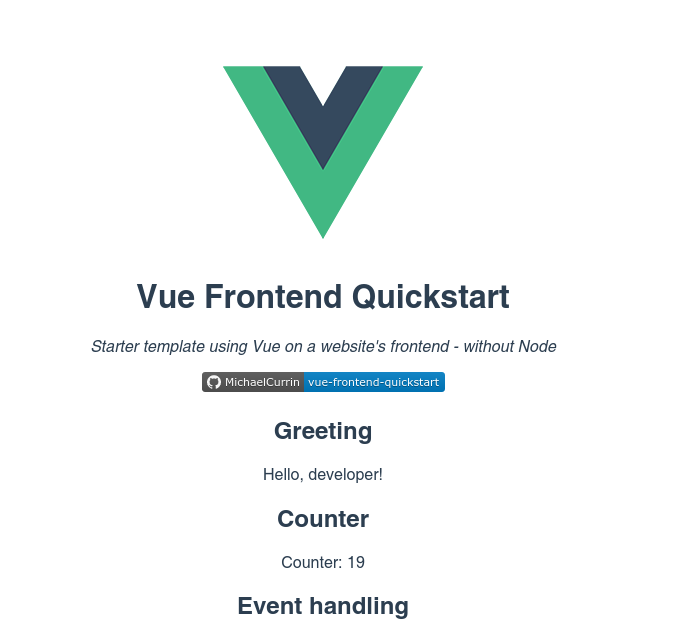 Vue Frontend Quickstart
Starter template using Vue on a website's frontend - without Node
MichaelCurrin vue-frontend-quickstart
Greeting
Hello, developer!
Counter
Counter: 19
Event handling